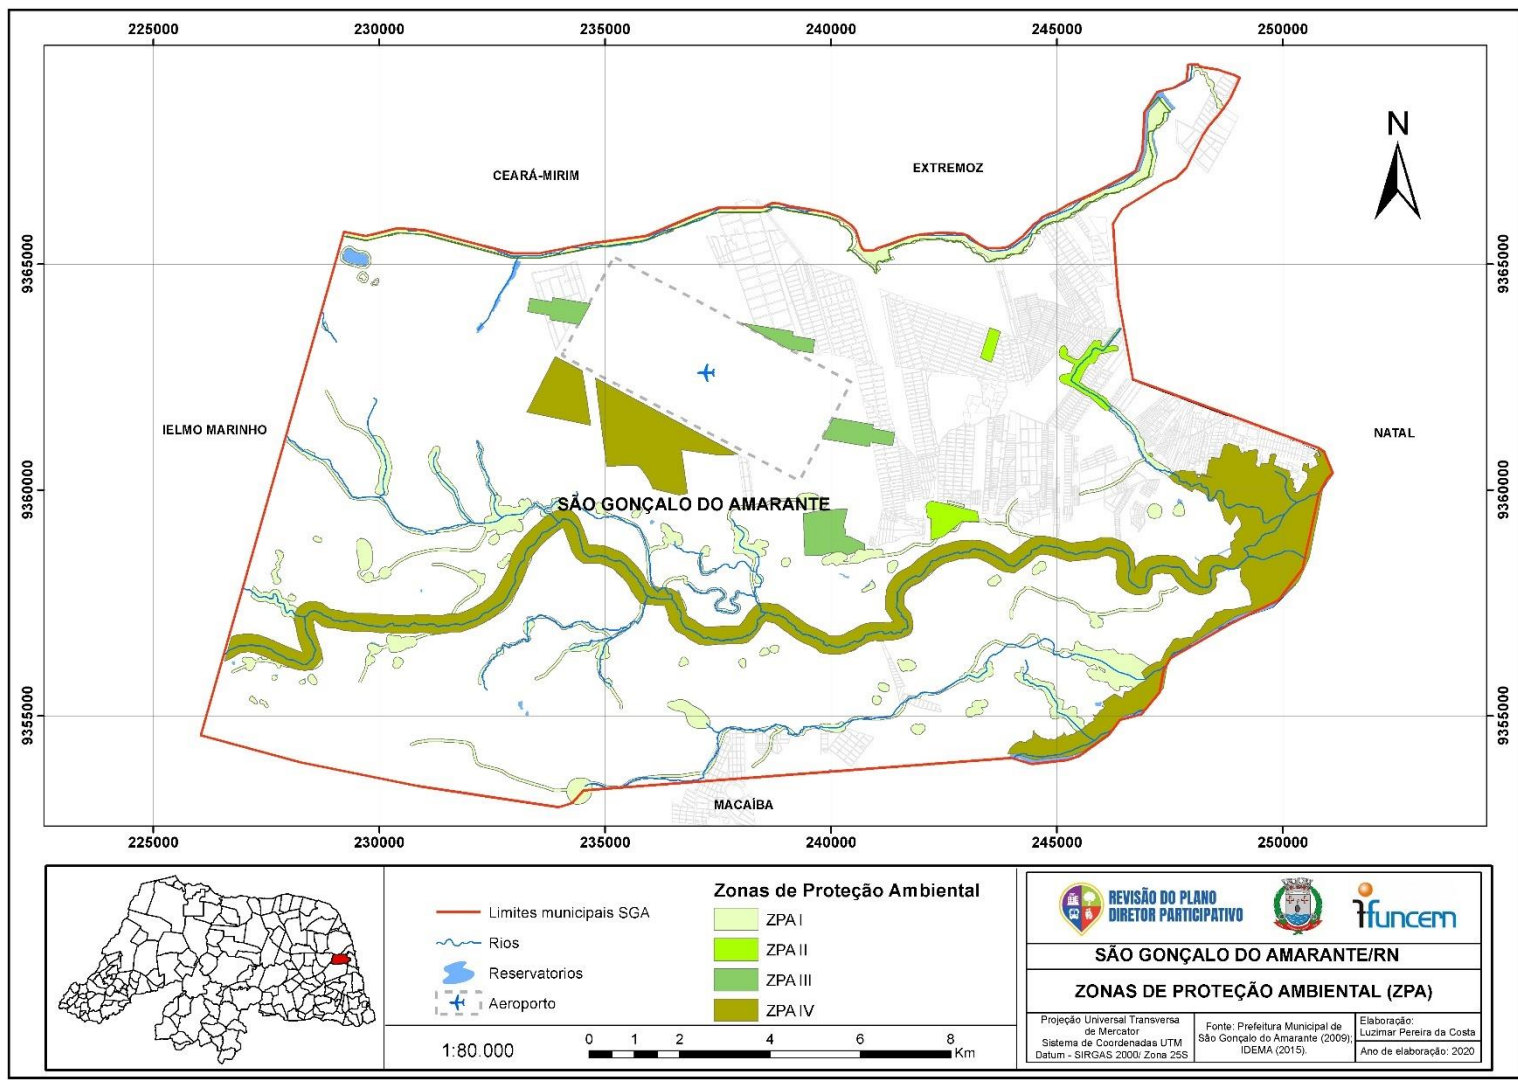 225000 230000 235000 240000 245000 250000
N
CEARÁ-MIRIM
EXTREMOZ
9365000
9365000
IELMO MARINHO
NATAL
9360000
9360000
SÃO GONÇALO DO AMARANTE
9355000
9355000
MACAÍBA
225000 230000 235000 240000 245000 250000
Limites municipais SGA
Rios
Reservatorios
Aeroporto
Zonas de Proteção Ambiental
ZPA I
ZPA II
ZPA III
ZPA IV
1:80.000
0 1 2 4 6 8
Km
REVISÃO DO PLANO
DIRETOR PARTICIPATIVO
ifuncern
SÃO GONÇALO DO AMARANTE/RN
ZONAS DE PROTEÇÃO AMBIENTAL (ZPA)
Projeção Universal Transversa
de Mercator
Sistema de Coordenadas UTM
Datum - SIRGAS 2000/ Zona 25S
Fonte: Prefeitura Municipal de
São Gonçalo do Amarante (2009);
IDEMA (2015).
Elaboração:
Luzimar Pereira da Costa
Ano de elaboração: 2020